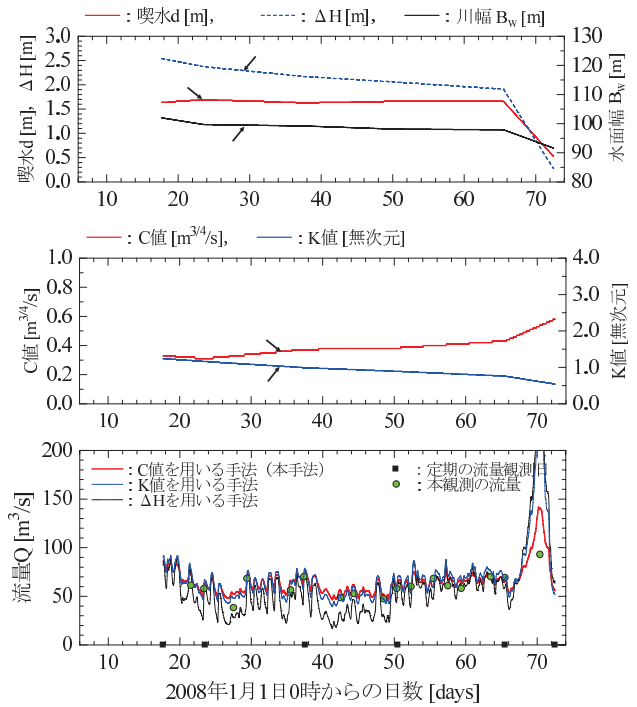 : 喫水d [m], : ΔH[m], : 川幅 Bw [m]
喫水d [m], ΔH [m]
3.0
2.5
2.0
1.5
1.0
0.5
0.0
水面幅 Bw [m]
130
120
110
100
90
80
10 20 30 40 50 60 70
: C値 [m3/4/s], : K値 [無次元]
C値 [m3/4/s]
1.0
0.8
0.6
0.4
0.2
0.0
K値 [無次元]
4.0
3.0
2.0
1.0
0.0
10 20 30 40 50 60 70
流量Q [m3/s]
200
150
100
50
0
: C値を用いる手法（本手法）
: K値を用いる手法
: ΔHを用いる手法
: 定期の流量観測日
: 本観測の流量
10 20 30 40 50 60 70
2008年1月1日0時からの日数 [days]